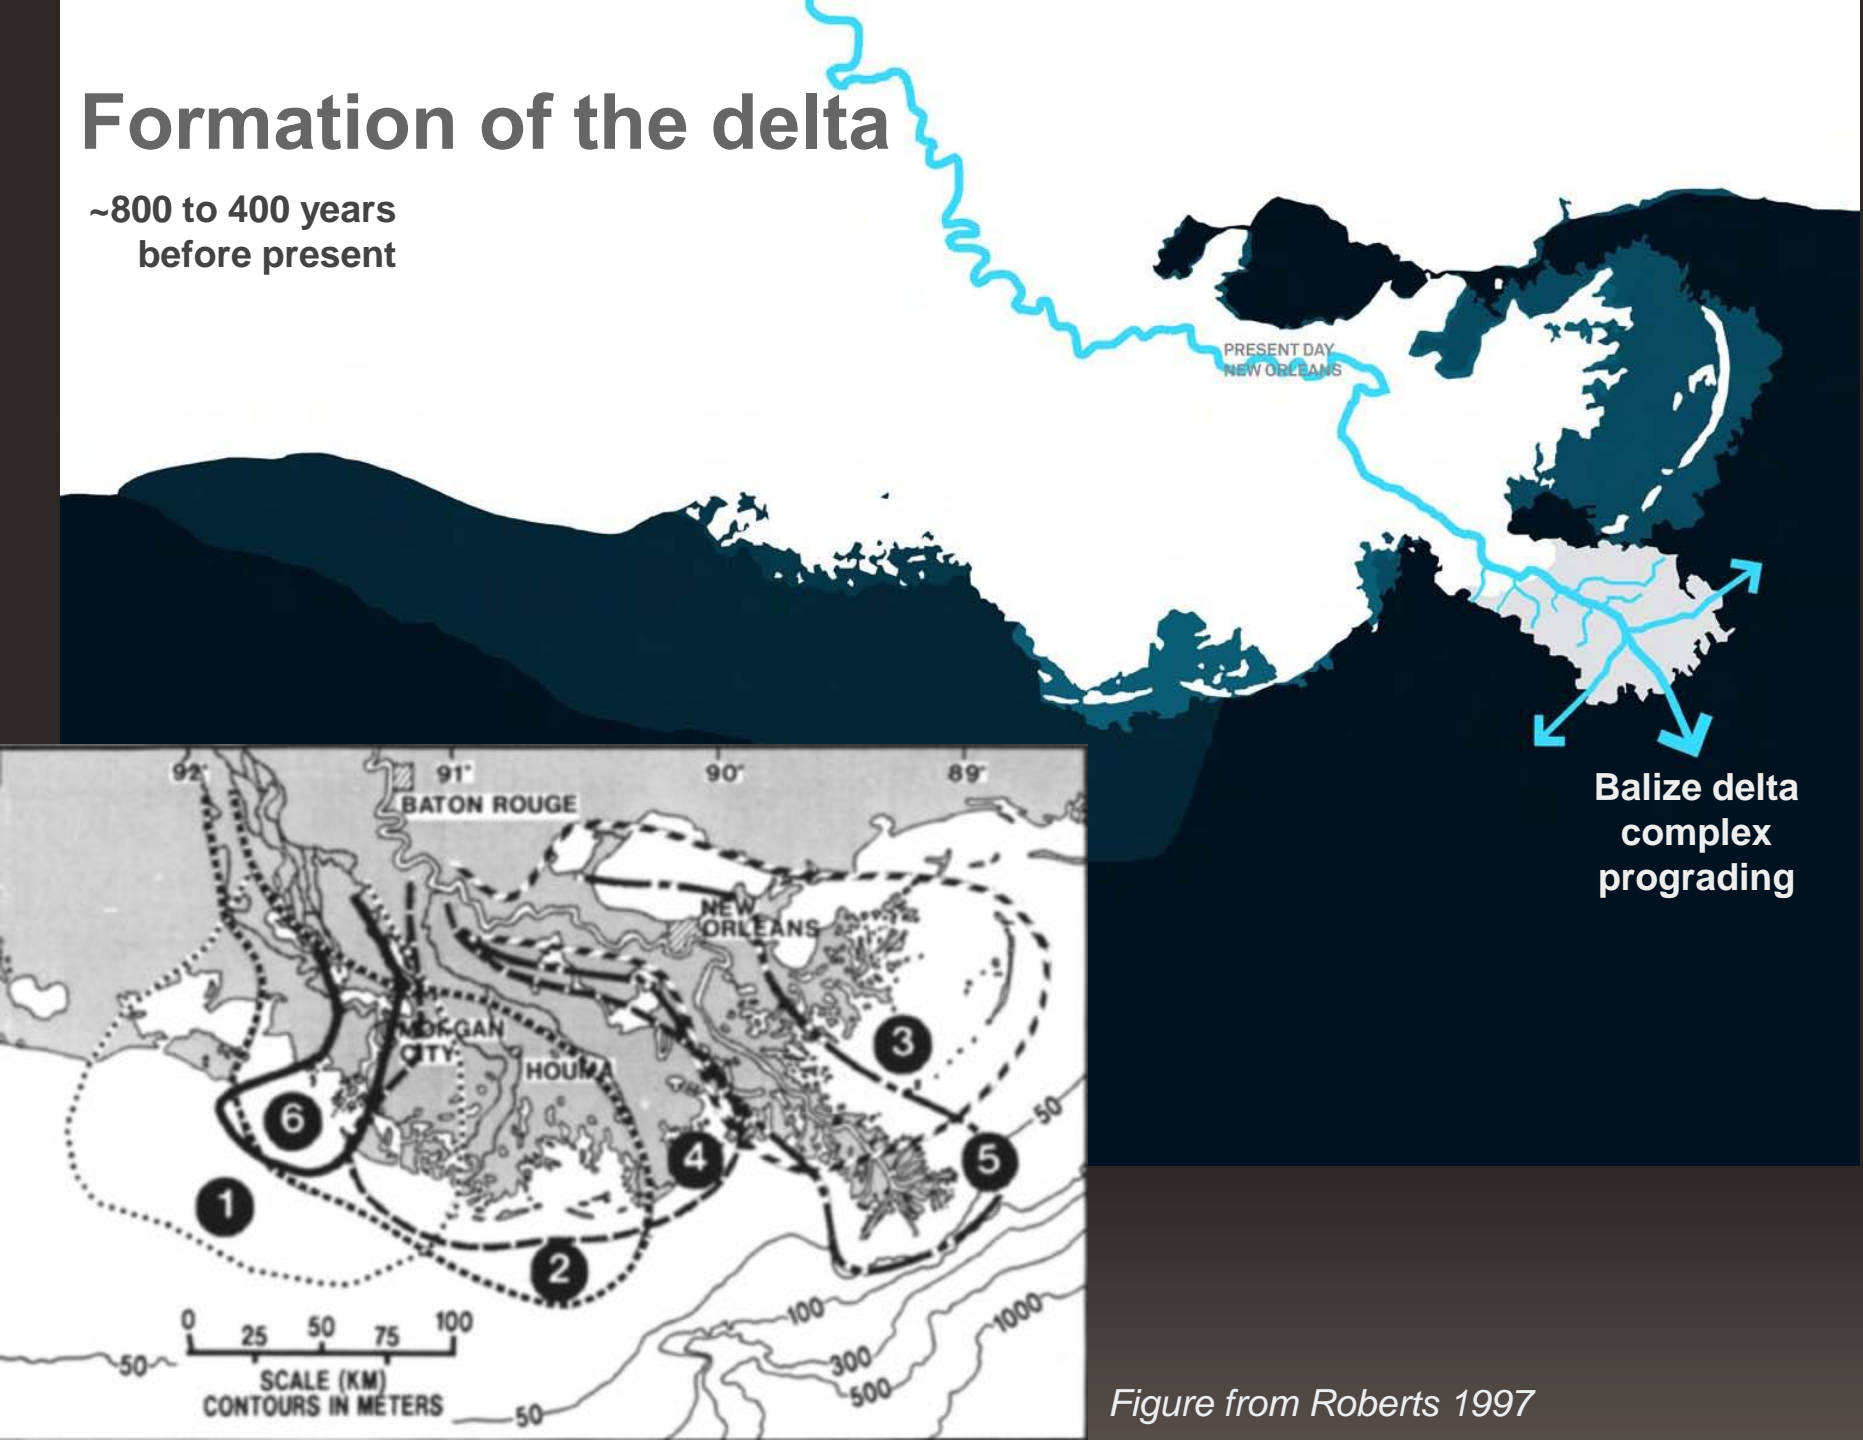 Formation of the delta
~800 to 400 years
before present
PRESENT DAY
NEW ORLEANS
Balize delta
complex
prograding
92°
91°
90°
89°
BATON ROUGE
NEW
ORLEANS
MORGAN
CITY
HOUMA
3
6
4
5
1
2
50
100
300
500
1000
50
50
0
25
50
75
100
SCALE (KM)
CONTOURS IN METERS
Figure from Roberts 1997